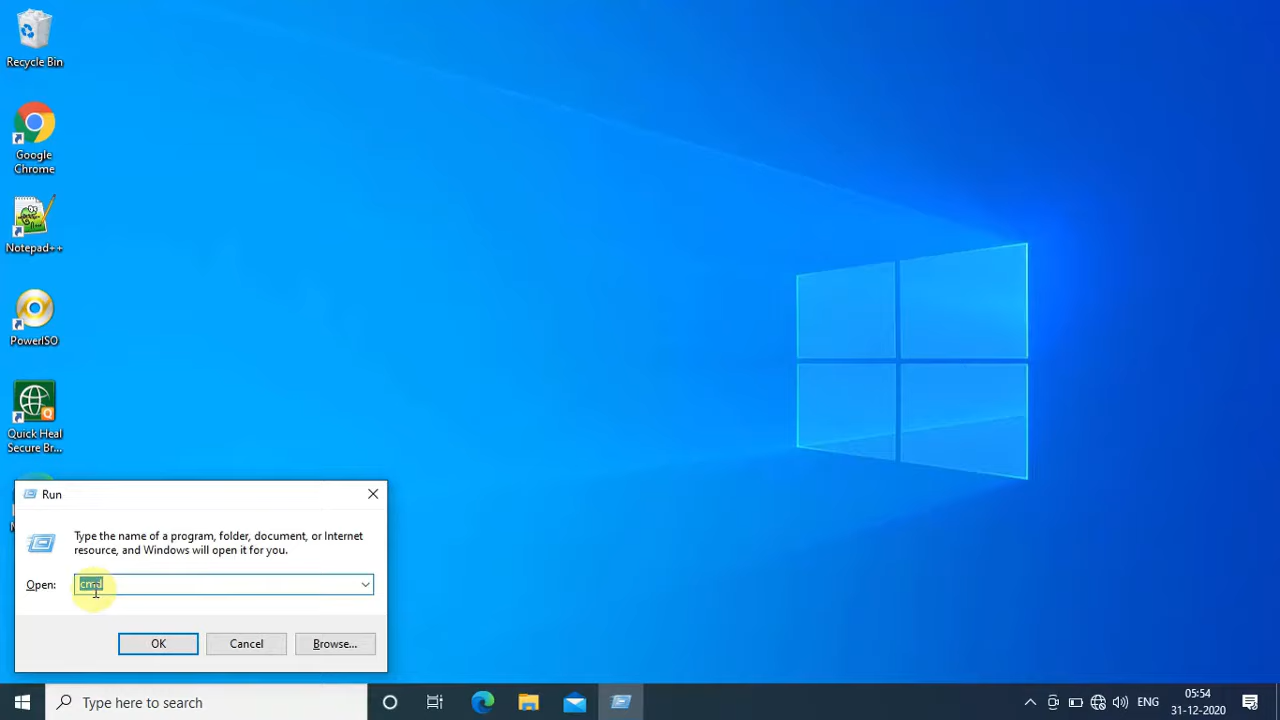 Recycle Bin
Google
Chrome
Notepad++
PowerISO
Quick Heal
Secure Br...
Run
Type the name of a program, folder, document, or Internet
resource, and Windows will open it for you.
Open:
cmd
OK
Cancel
Browse...
Type here to search
ENG
05:54
31-12-2020